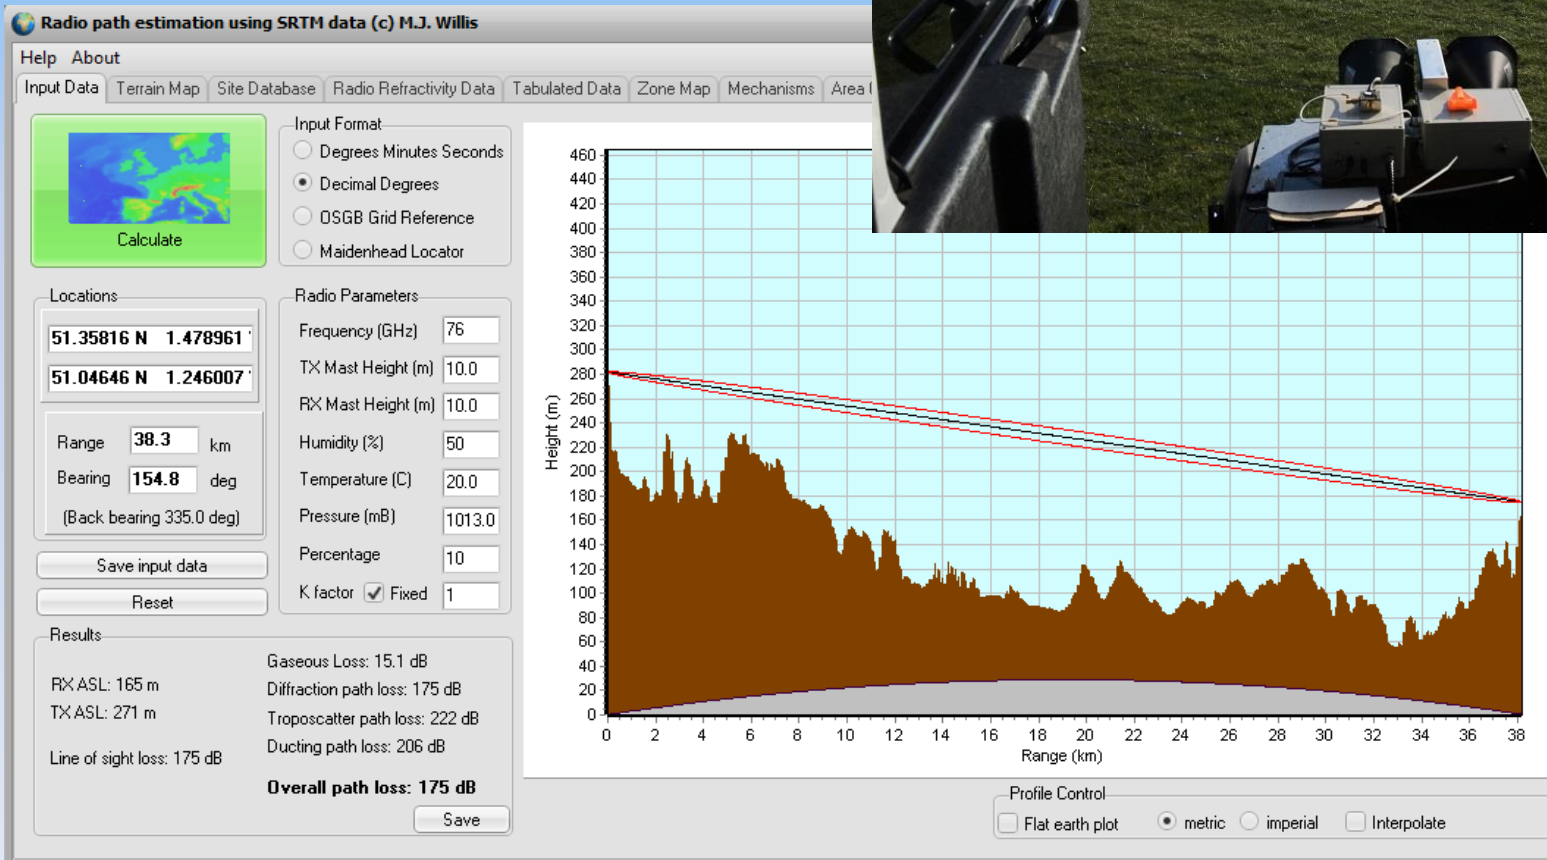 Radio path estimation using SRTM data (c) M.J. Willis
Help About
Input Data Terrain Map Site Database Radio Refractivity Data Tabulated Data Zone Map Mechanisms Area
Calculate
Input Format
Degrees Minutes Seconds
Decimal Degrees
OSGB Grid Reference
Maidenhead Locator
Locations
51.35816 N 1.478961
51.04646 N 1.246007
Range 38.3 km
Bearing 154.8 deg
(Back bearing 335.0 deg)
Save input data
Reset
Radio Parameters
Frequency (GHz) 76
TX Mast Height (m) 10.0
RX Mast Height (m) 10.0
Humidity (%) 50
Temperature (C) 20.0
Pressure (mB) 1013.0
Percentage 10
K factor Fixed 1
Results
RX ASL: 165 m
TX ASL: 271 m
Line of sight loss: 175 dB
Gaseous Loss: 15.1 dB
Diffraction path loss: 175 dB
Troposcatter path loss: 222 dB
Ducting path loss: 206 dB
Overall path loss: 175 dB
Save
Height (m)
460
440
420
400
380
360
340
320
300
280
260
240
220
200
180
160
140
120
100
80
60
40
20
0
0 2 4 6 8 10 12 14 16 18 20 22 24 26 28 30 32 34 36 38
Range (km)
Profile Control
Flat earth plot metric imperial Interpolate